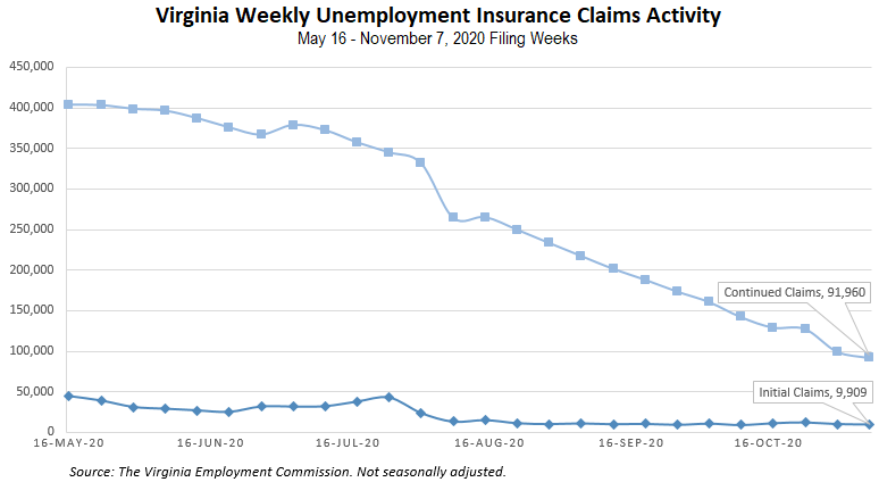 Virginia Weekly Unemployment Insurance Claims Activity
May 16 - November 7, 2020 Filing Weeks
450,000
400,000
350,000
300,000
250,000
200,000
150,000
100,000
50,000
0
Continued Claims, 91,960
Initial Claims, 9,909
16-MAY-20 16-JUN-20 16-JUL-20 16-AUG-20 16-SEP-20 16-OCT-20
Source: The Virginia Employment Commission. Not seasonally adjusted.